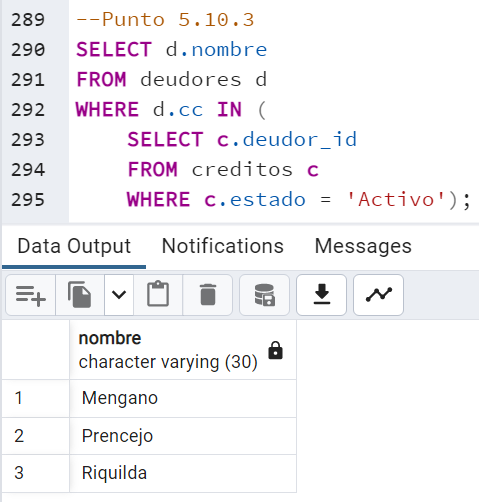 289 --Punto 5.10.3
290 SELECT d.nombre
291 FROM deudores d
292 WHERE d.cc IN (
293 SELECT c.deudor_id
294 FROM creditos c
295 WHERE c.estado = 'Activo');
Data Output Notifications Messages
nombre
character varying (30)
1 Mengano
2 Prencejo
3 Riquilda